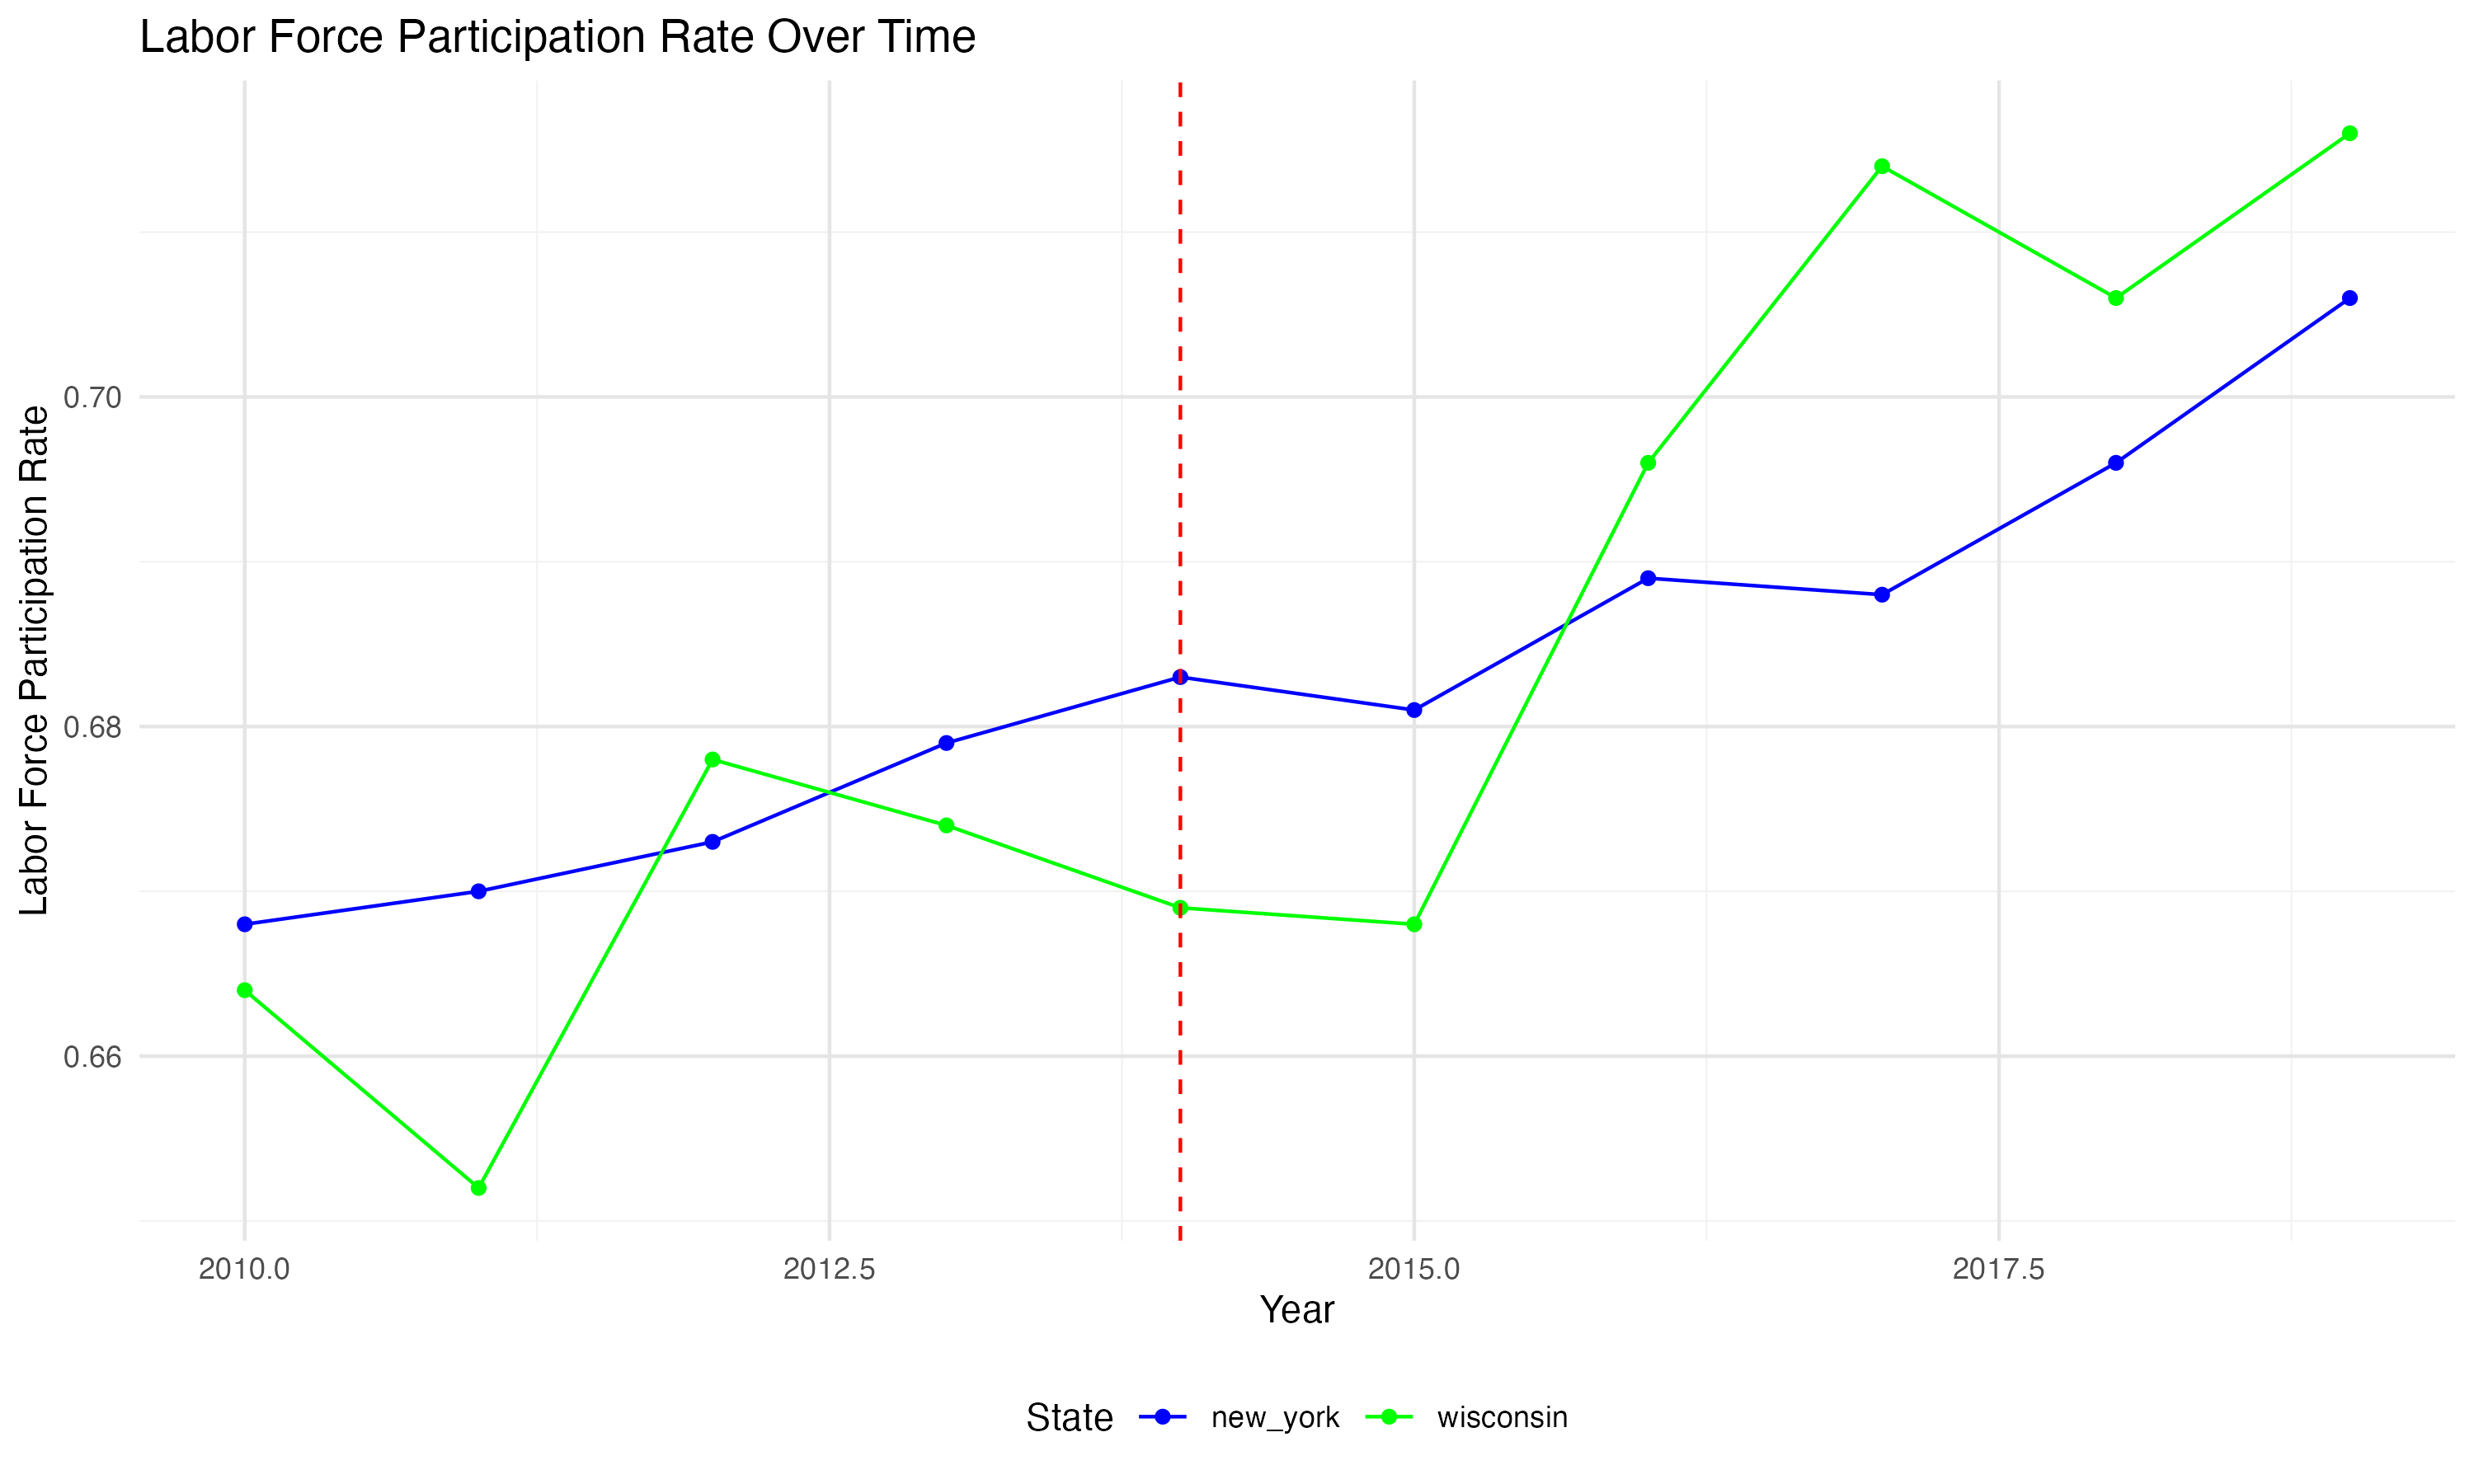 Labor Force Participation Rate Over Time
Labor Force Participation Rate
0.70
0.68
0.66
2010.0 2012.5 2015.0 2017.5
Year
State new_york wisconsin